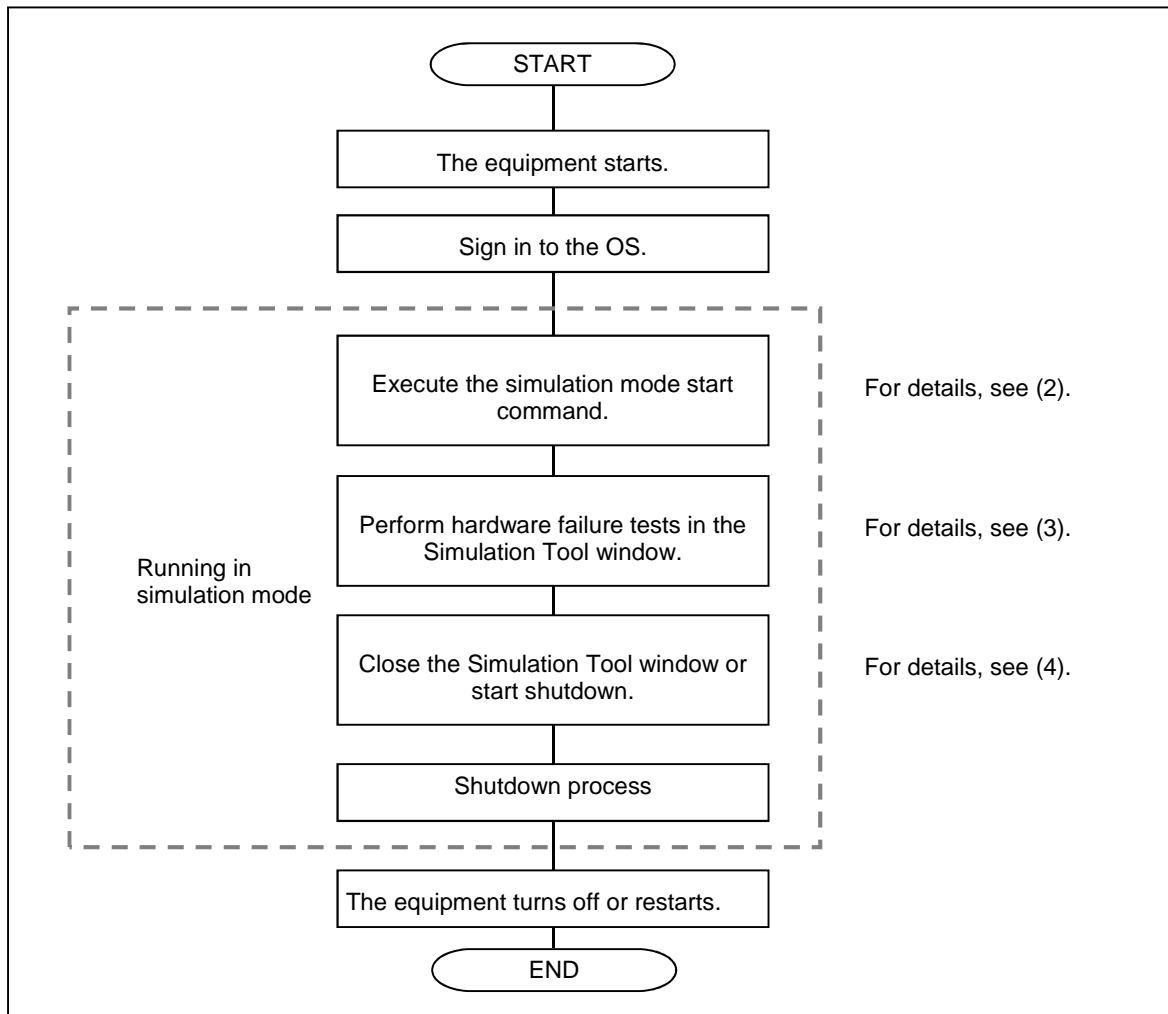 START
The equipment starts.
Sign in to the OS.
Execute the simulation mode start
command.
For details, see (2).
Perform hardware failure tests in the
Simulation Tool window.
For details, see (3).
Running in
simulation mode
Close the Simulation Tool window or
start shutdown.
For details, see (4).
Shutdown process
The equipment turns off or restarts.
END